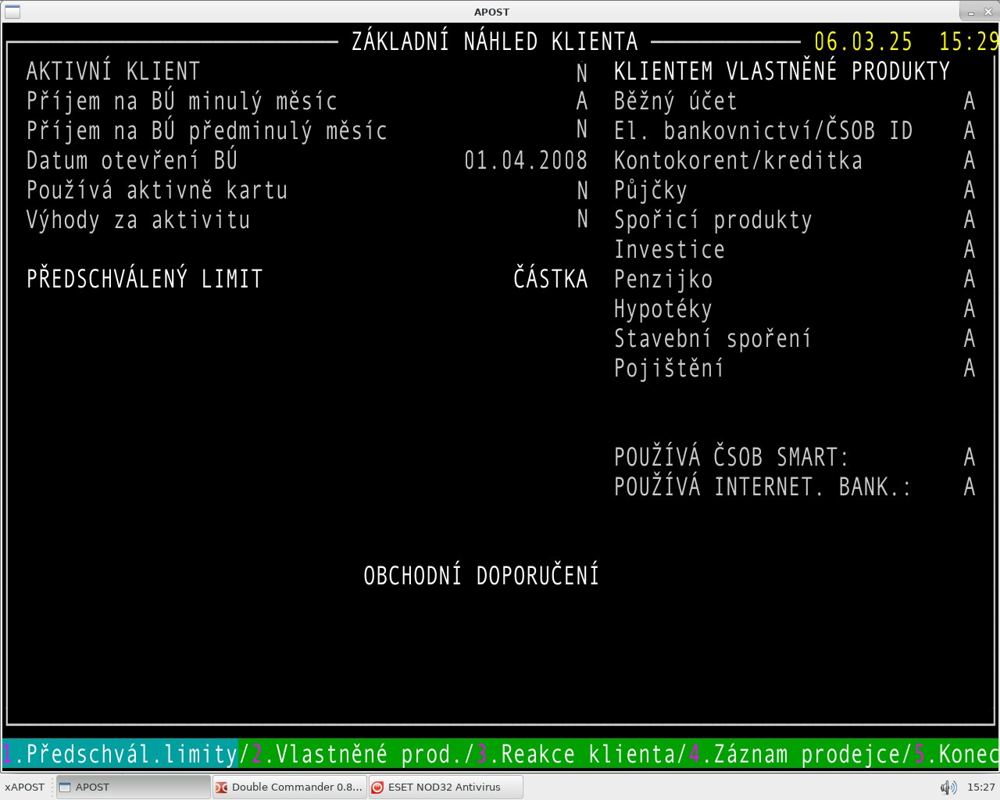 APOST
ZÁKLADNÍ NÁHLED KLIENTA 06.03.25 15:29
AKTIVNÍ KLIENT N
Příjem na BÚ minulý měsíc A
Příjem na BÚ předminulý měsíc N
Datum otevření BÚ 01.04.2008
Používá aktivně kartu N
Výhody za aktivitu N
PŘEDSCHVÁLENÝ LIMIT ČÁSTKA
KLIENTEM VLASTNĚNÉ PRODUKTY
Běžný účet A
El. bankovnictví/ČSOB ID A
Kontokorent/kreditka A
Půjčky A
Spořicí produkty A
Investice A
Penzijko A
Hypotéky A
Stavební spoření A
Pojištění A
POUŽÍVÁ ČSOB SMART: A
POUŽÍVÁ INTERNET. BANK.: A
OBCHODNÍ DOPORUČENÍ
1.Předschvál.limity/2.Vlastněné prod./3.Reakce klienta/4.Záznam prodejce/5.Konec
xAPOST APOST Double Commander 0.8... ESET NOD32 Antivirus 15:27